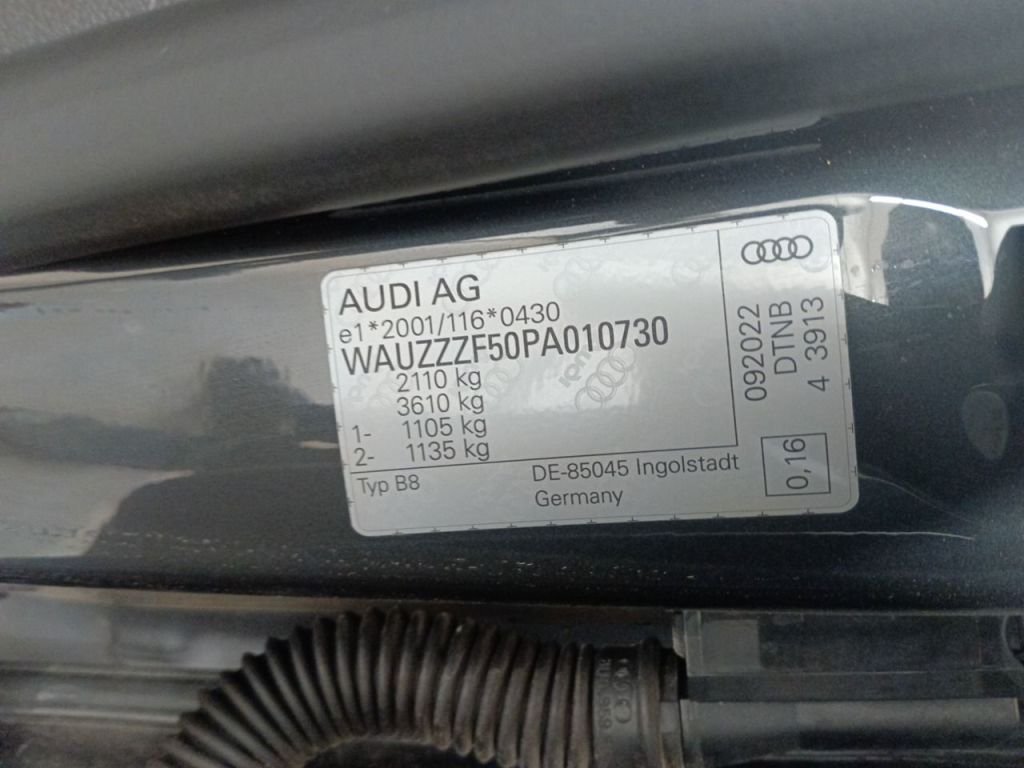 AUDI AG
e1*2001/116*0430
WAUZZZF50PA010730
2110 kg
3610 kg
1- 1105 kg
2- 1135 kg
Typ B8
DE-85045 Ingolstadt
Germany
092022
DTNB
4 3913
0,16